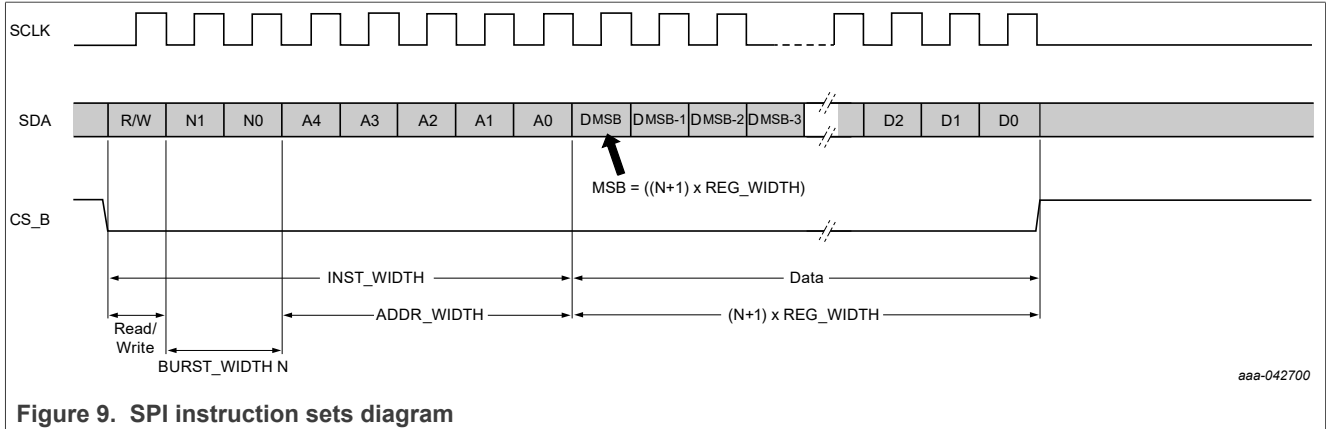 SCLK
SDA R/W N1 N0 A4 A3 A2 A1 A0 DMSB DMSB-1 DMSB-2 DMSB-3 D2 D1 D0
MSB = ((N+1) x REG_WIDTH)
CS_B
INST_WIDTH Data
ADDR_WIDTH (N+1) x REG_WIDTH
Read/
Write
BURST_WIDTH N
aaa-042700
Figure 9. SPI instruction sets diagram